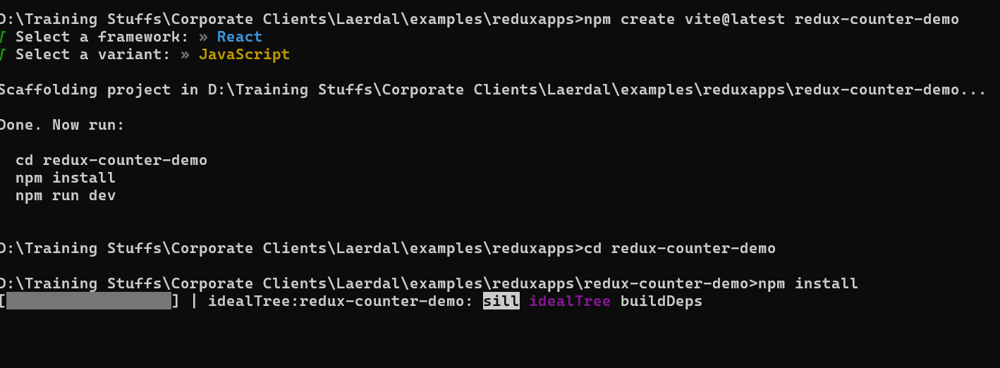 D:\Training Stuffs\Corporate Clients\Laerdal\examples\reduxapps>npm create vite@latest redux-counter-demo
√ Select a framework: » React
√ Select a variant: » JavaScript
Scaffolding project in D:\Training Stuffs\Corporate Clients\Laerdal\examples\reduxapps\redux-counter-demo...
Done. Now run:
cd redux-counter-demo
npm install
npm run dev
D:\Training Stuffs\Corporate Clients\Laerdal\examples\reduxapps>cd redux-counter-demo
D:\Training Stuffs\Corporate Clients\Laerdal\examples\reduxapps\redux-counter-demo>npm install
[                  ] | idealTree:redux-counter-demo: sill idealTree buildDeps